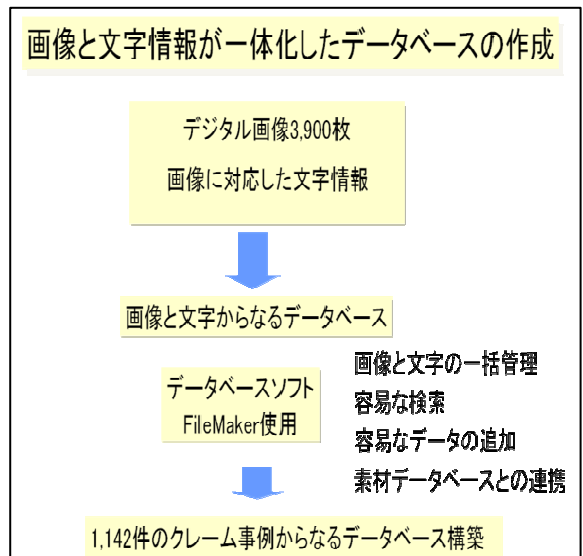 画像と文字情報が一体化したデータベースの作成
デジタル画像3,900枚
画像に対応した文字情報
画像と文字からなるデータベース
データベースソフト
FileMaker使用
画像と文字の一括管理
容易な検索
容易なデータの追加
素材データベースとの連携
1,142件のクレーム事例からなるデータベース構築